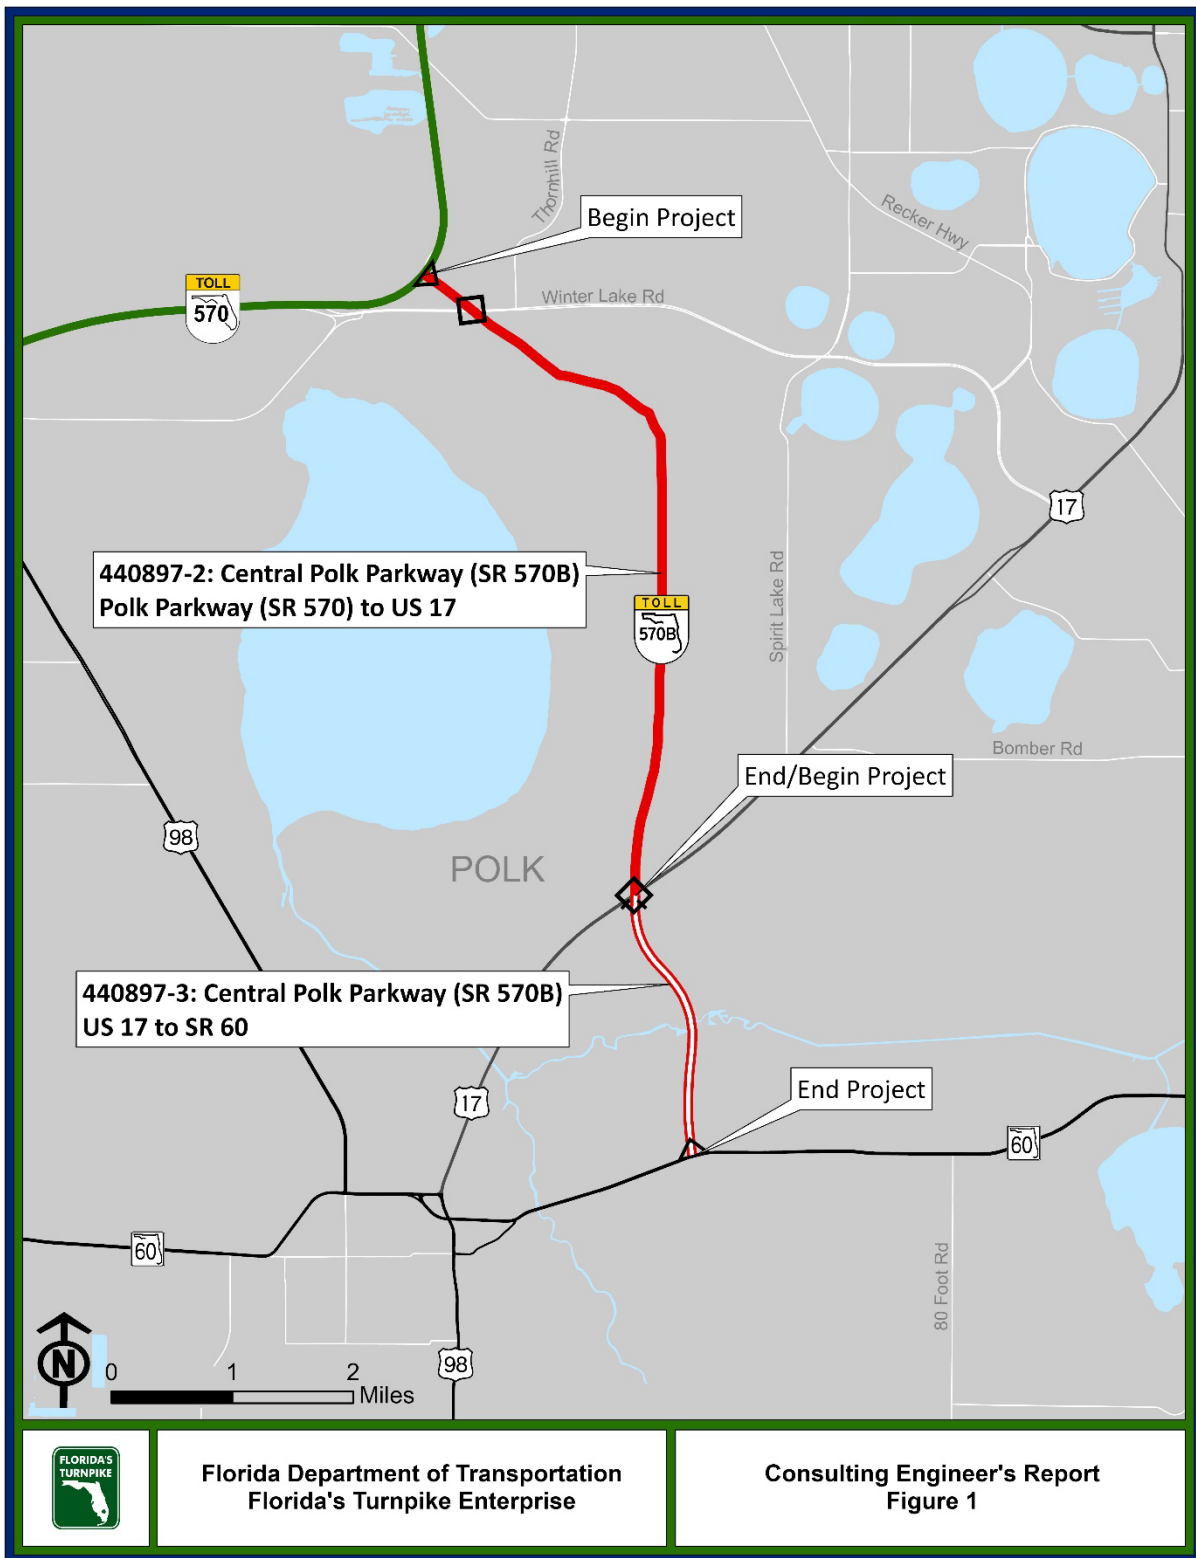 Thornhill Rd
Begin Project
Recker Hwy
TOLL
570
Winter Lake Rd
17
440897-2: Central Polk Parkway (SR 570B)
Polk Parkway (SR 570) to US 17
TOLL
570B
Spirit Lake Rd
Bomber Rd
End/Begin Project
98
POLK
440897-3: Central Polk Parkway (SR 570B)
US 17 to SR 60
17
End Project
60
60
80 Foot Rd
N
0 1 2
Miles
98
FLORIDA'S
TURNPIKE
Florida Department of Transportation
Florida's Turnpike Enterprise
Consulting Engineer's Report
Figure 1